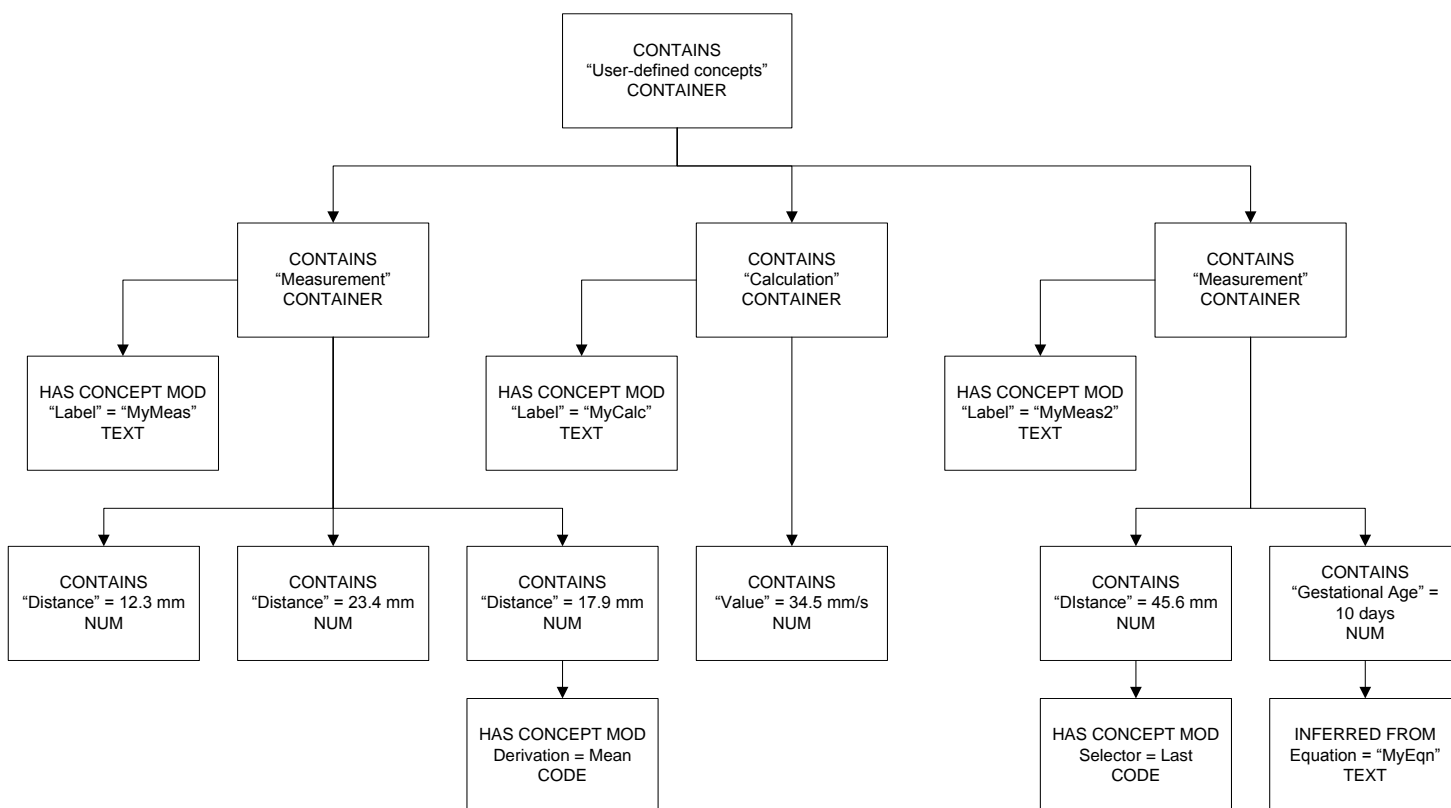 CONTAINS
“User-defined concepts”
CONTAINER
CONTAINS
“Measurement”
CONTAINER
CONTAINS
“Calculation”
CONTAINER
CONTAINS
“Measurement”
CONTAINER
HAS CONCEPT MOD
“Label” = “MyMeas”
TEXT
HAS CONCEPT MOD
“Label” = “MyCalc”
TEXT
HAS CONCEPT MOD
“Label” = “MyMeas2”
TEXT
CONTAINS
“Distance” = 12.3 mm
NUM
CONTAINS
“Distance” = 23.4 mm
NUM
CONTAINS
“Distance” = 17.9 mm
NUM
CONTAINS
“Value” = 34.5 mm/s
NUM
CONTAINS
“DIstance” = 45.6 mm
NUM
CONTAINS
“Gestational Age” =
10 days
NUM
HAS CONCEPT MOD
Derivation = Mean
CODE
HAS CONCEPT MOD
Selector = Last
CODE
INFERRED FROM
Equation = “MyEqn”
TEXT